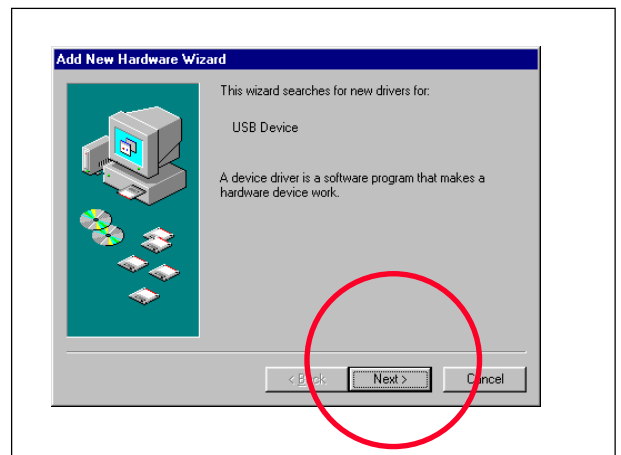 Add New Hardware Wizard
This wizard searches for new drivers for:
USB Device
A device driver is a software program that makes a
hardware device work.
< Back Next > Cancel